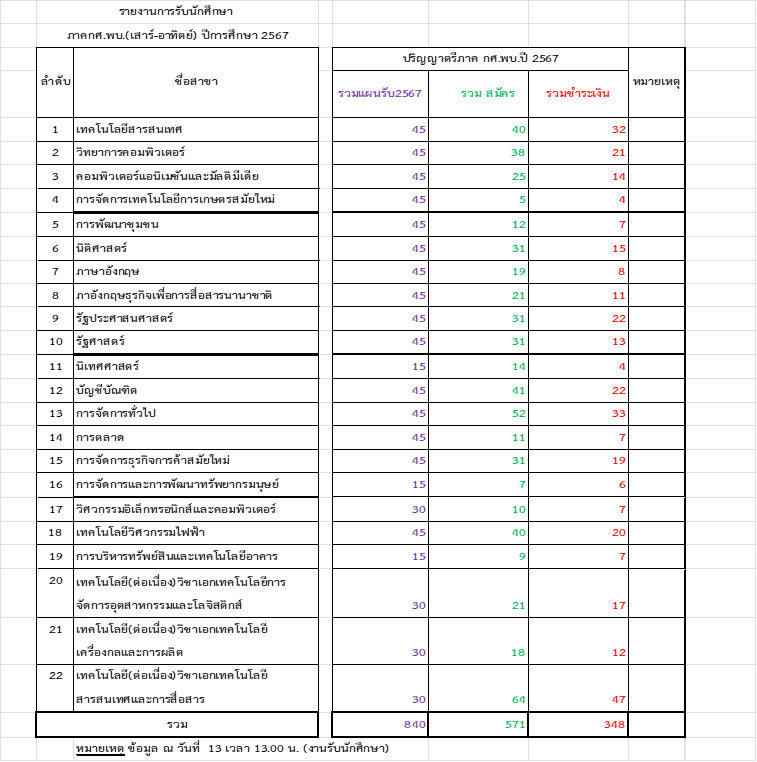 รายงานการรับนักศึกษา
ภาคกศ.พบ.(เสาร์-อาทิตย์) ปีการศึกษา 2567
ลำดับ ชื่อสาขา ปริญญาตรีภาค กศ.พบ.ปี 2567 หมายเหตุ
รวมแผนรับ2567 รวม สมัคร รวมชำระเงิน
1 เทคโนโลยีสารสนเทศ 45 40 32
2 วิทยาการคอมพิวเตอร์ 45 38 21
3 คอมพิวเตอร์แอนิเมชันและมัลติมีเดีย 45 25 14
4 การจัดการเทคโนโลยีการเกษตรสมัยใหม่ 45 5 4
5 การพัฒนาชุมชน 45 12 7
6 นิติศาสตร์ 45 31 15
7 ภาษาอังกฤษ 45 19 8
8 ภาอังกฤษธุรกิจเพื่อการสื่อสารนานาชาติ 45 21 11
9 รัฐประศาสนศาสตร์ 45 31 22
10 รัฐศาสตร์ 45 31 13
11 นิเทศศาสตร์ 15 14 4
12 บัญชีบัณฑิต 45 41 22
13 การจัดการทั่วไป 45 52 33
14 การตลาด 45 11 7
15 การจัดการธุรกิจการค้าสมัยใหม่ 45 31 19
16 การจัดการและการพัฒนาทรัพยากรมนุษย์ 15 7 6
17 วิศวกรรมอิเล็กทรอนิกส์และคอมพิวเตอร์ 30 10 7
18 เทคโนโลยีวิศวกรรมไฟฟ้า 45 40 20
19 การบริหารทรัพย์สินและเทคโนโลยีอาคาร 15 9 7
20 เทคโนโลยี(ต่อเนื่อง)วิชาเอกเทคโนโลยีการ
จัดการอุตสาหกรรมและโลจิสติกส์ 30 21 17
21 เทคโนโลยี(ต่อเนื่อง)วิชาเอกเทคโนโลยี
เครื่องกลและการผลิต 30 18 12
22 เทคโนโลยี(ต่อเนื่อง)วิชาเอกเทคโนโลยี
สารสนเทศและการสื่อสาร 30 64 47
รวม 840 571 348
หมายเหตุ ข้อมูล ณ วันที่ 13 เวลา 13.00 น. (งานรับนักศึกษา)